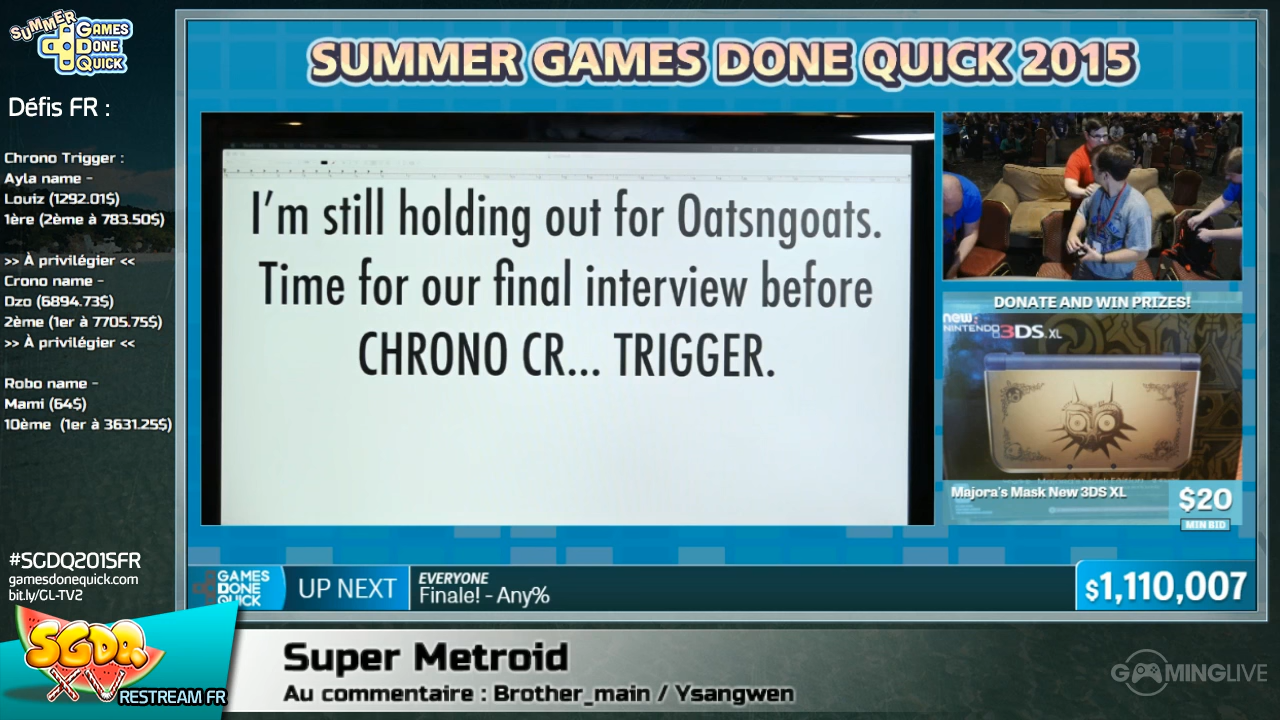 SUMMER
GAMES
DONE
QUICK
Défis FR :
Chrono Trigger :
Ayla name -
Louiz (1292.01$)
1ère (2ème à 783.50$)
>> À privilégier <<
Crono name -
Dzo (6894.73$)
2ème (1er à 7705.75$)
>> À privilégier <<
Robo name -
Mami (64$)
10ème (1er à 3631.25$)
#SGDQ2015FR
gamesdonequick.com
bit.ly/GL-TV2
SGDQ
XV
RESTREAM FR
SUMMER GAMES DONE QUICK 2015
I'm still holding out for Oatsngoats.
Time for our final interview before
CHRONO CR... TRIGGER.
DONATE AND WIN PRIZES!
new
NINTENDO3DS XL
Majora's Mask New 3DS XL
$20
MIN BID
GAMES
DONE
QUICK
UP NEXT
EVERYONE
Finale! - Any%
$1,110,007
Super Metroid
Au commentaire : Brother_main / Ysangwen
GAMINGLIVE